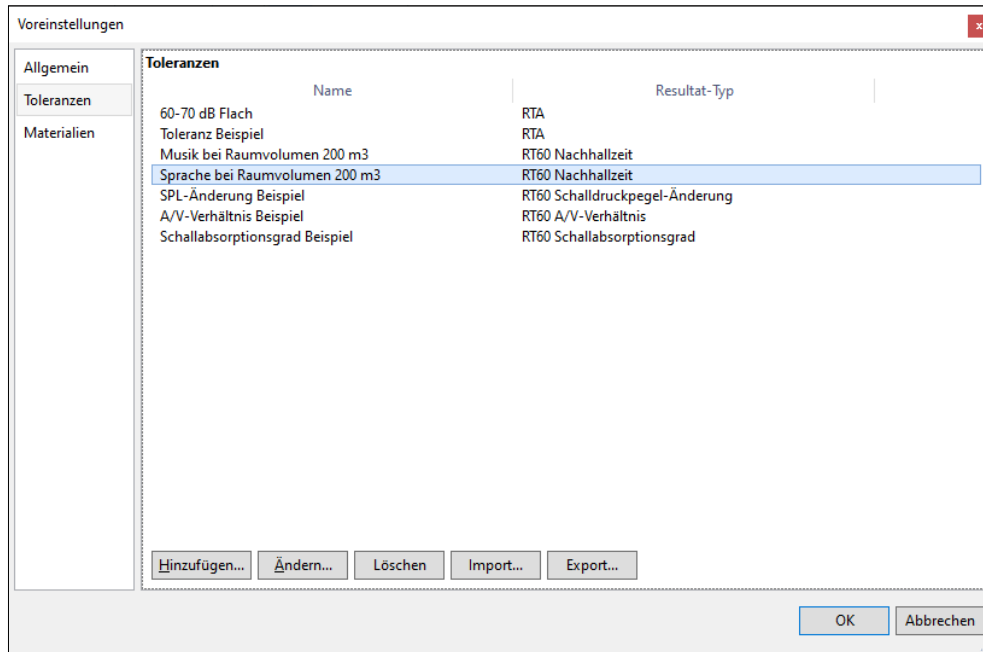 Voreinstellungen
x
Allgemein
Toleranzen
Materialien
Toleranzen
Name Resultat-Typ
60-70 dB Flach RTA
Toleranz Beispiel RTA
Musik bei Raumvolumen 200 m3 RT60 Nachhallzeit
Sprache bei Raumvolumen 200 m3 RT60 Nachhallzeit
SPL-Änderung Beispiel RT60 Schalldruckpegel-Änderung
A/V-Verhältnis Beispiel RT60 A/V-Verhältnis
Schallabsorptionsgrad Beispiel RT60 Schallabsorptionsgrad
Hinzufügen... Ändern... Löschen Import... Export...
OK Abbrechen